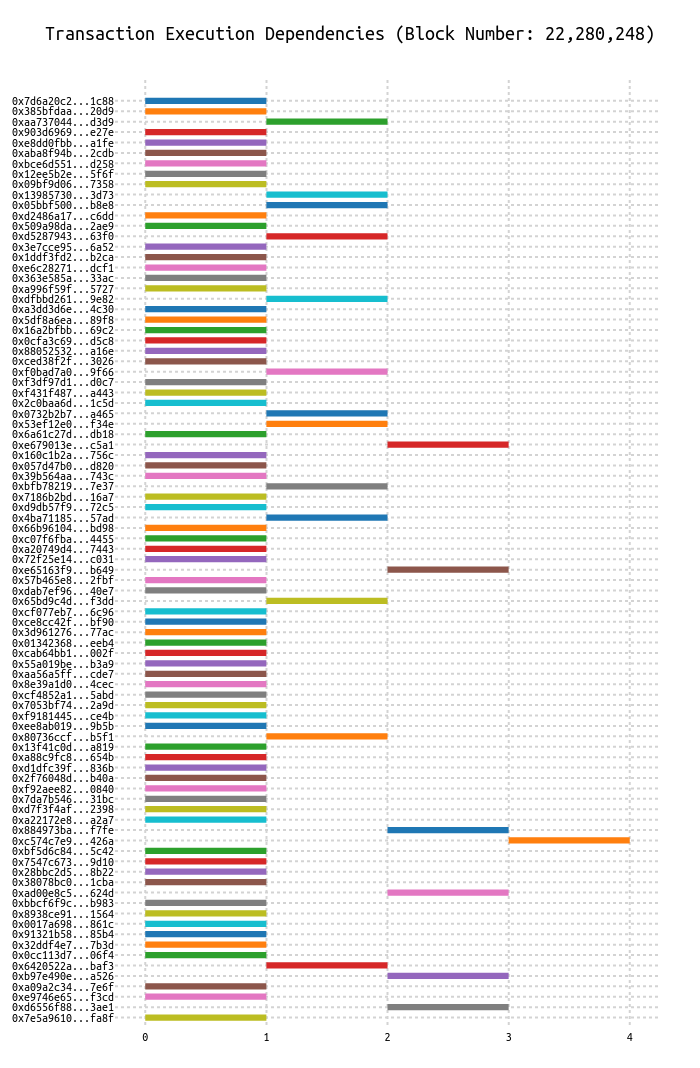 Transaction Execution Dependencies (Block Number: 22,280,248)
0x7d6a20c2...1c88
0x385bfdaa...20d9
0xaa737044...d3d9
0x903d6969...e27e
0xe8dd0fbb...a1fe
0xaba8f94b...2cdb
0xbce6d551...d258
0x12ee5b2e...5f6f
0x09bf9d06...7358
0x13985730...3d73
0x05bbf500...b8e8
0xd2486a17...c6dd
0x509a98da...2ae9
0xd5287943...63f0
0x3e7cce95...6a52
0x1ddf3fd2...b2ca
0xe6c28271...dcf1
0x363e585a...33ac
0xa996f59f...5727
0xdfbbd261...9e82
0xa3dd3d6e...4c30
0x5df8a6ea...89f8
0x16a2bfbb...69c2
0x0cfa3c69...d5c8
0x88052532...a16e
0xced38f2f...3026
0xf0bad7a0...9f66
0xf3df97d1...d0c7
0xf431f487...a443
0x2c0baa6d...1c5d
0x0732b2b7...a465
0x53ef12e0...f34e
0x6a61c27d...db18
0xe679013e...c5a1
0x160c1b2a...756c
0x057d47b0...d820
0x39b564aa...743c
0xbfb78219...7e37
0x7186b2bd...16a7
0xd9db57f9...72c5
0x4ba71185...57ad
0x66b96104...bd98
0xc07f6fba...4455
0xa20749d4...7443
0x72f25e14...c031
0xe65163f9...b649
0x57b465e8...2fbf
0xdab7ef96...40e7
0x65bd9c4d...f3dd
0xcf077eb7...6c96
0xce8cc42f...bf90
0x3d961276...77ac
0x01342368...eeb4
0xcab64bb1...002f
0x55a019be...b3a9
0xaa56a5ff...cde7
0x8e39a1d0...4cec
0xcf4852a1...5abd
0x7053bf74...2a9d
0xf9181445...ce4b
0xee8ab019...9b5b
0x80736ccf...b5f1
0x13f41c0d...a819
0xa88c9fc8...654b
0xd1dfc39f...836b
0x2f76048d...b40a
0xf92aee82...0840
0x7da7b546...31bc
0xd7f3f4af...2398
0xa22172e8...a2a7
0x884973ba...f7fe
0xc574c7e9...426a
0xbf5d6c84...5c42
0x7547c673...9d10
0x28bbc2d5...8b22
0x38078bc0...1cba
0xad00e8c5...624d
0xbbcf6f9c...b983
0x8938ce91...1564
0x0017a698...861c
0x91321b58...85b4
0x32ddf4e7...7b3d
0x0cc113d7...06f4
0x6420522a...baf3
0xb97e490e...a526
0xa09a2c34...7e6f
0xe9746e65...f3cd
0xd6556f88...3ae1
0x7e5a9610...fa8f
0 1 2 3 4